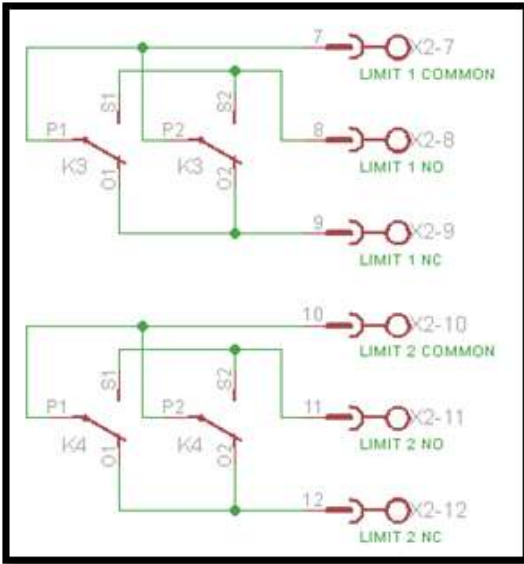 7 X2-7
LIMIT 1 COMMON
S1 S2
P1 P2 8 X2-8
K3 K3
LIMIT 1 NO
O1 O2
9 X2-9
LIMIT 1 NC
10 X2-10
LIMIT 2 COMMON
S1 S2
P1 P2 11 X2-11
K4 K4
LIMIT 2 NO
O1 O2
12 X2-12
LIMIT 2 NC